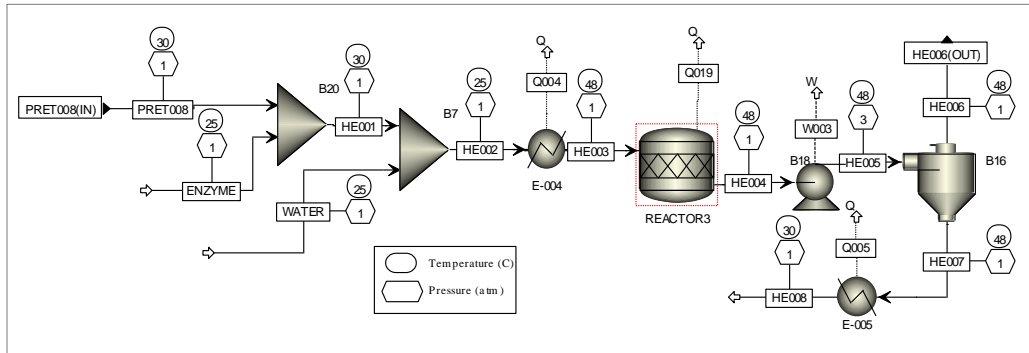 30
1
PRET008(IN)
PRET008
25
1
ENZYME
B20
30
1
HE001
WATER
25
1
B7
25
1
HE002
Q
Q004
E-004
48
1
HE003
Q
Q019
REACTOR3
48
1
HE004
W
W003
B18
48
3
HE005
HE006(OUT)
HE006
48
1
B16
HE007
48
1
Q
Q005
E-005
30
1
HE008
Temperature (C)
Pressure (atm)